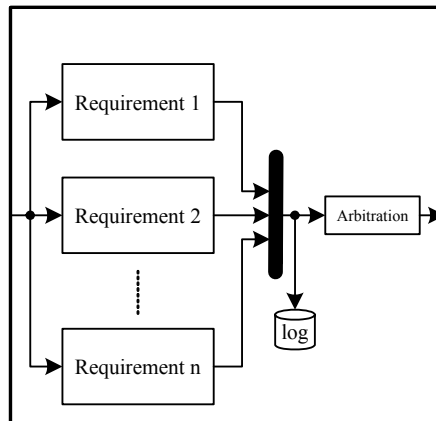 Requirement 1
Requirement 2
Arbitration
log
Requirement n